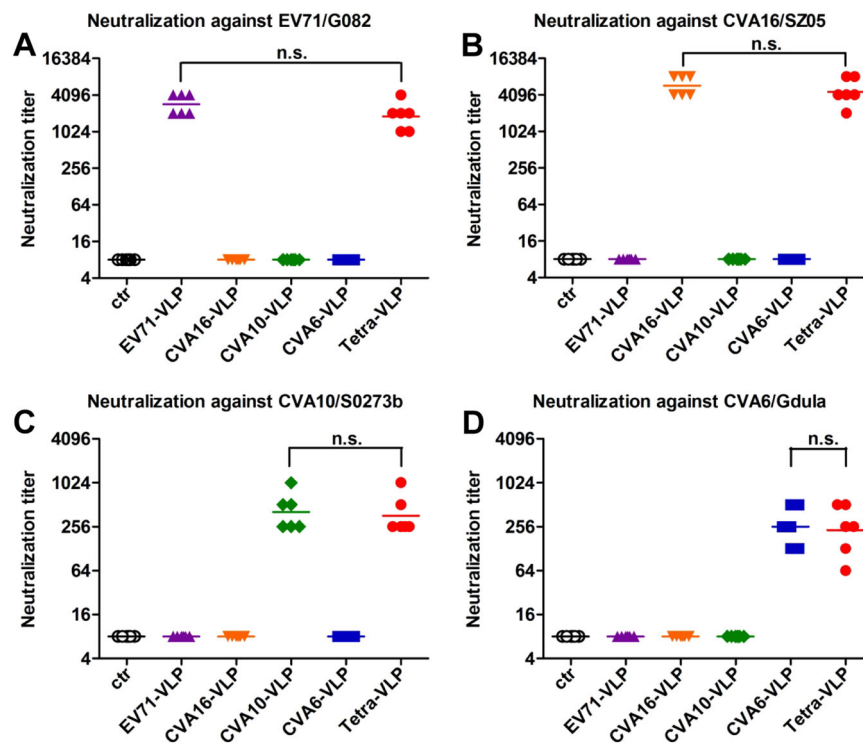 A
Neutralization against EV71/G082
n.s.
Neutralization titer
16384
4096
1024
256
64
16
4
ctr
EV71-VLP
CVA16-VLP
CVA10-VLP
CVA6-VLP
Tetra-VLP
B
Neutralization against CVA16/SZ05
n.s.
Neutralization titer
16384
4096
1024
256
64
16
4
ctr
EV71-VLP
CVA16-VLP
CVA10-VLP
CVA6-VLP
Tetra-VLP
C
Neutralization against CVA10/S0273b
n.s.
Neutralization titer
4096
1024
256
64
16
4
ctr
EV71-VLP
CVA16-VLP
CVA10-VLP
CVA6-VLP
Tetra-VLP
D
Neutralization against CVA6/Gdula
n.s.
Neutralization titer
4096
1024
256
64
16
4
ctr
EV71-VLP
CVA16-VLP
CVA10-VLP
CVA6-VLP
Tetra-VLP